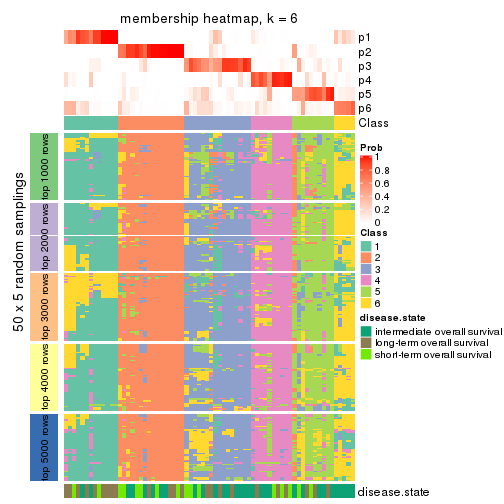 membership heatmap, k = 6
p1
p2
p3
p4
p5
p6
Class
50 x 5 random samplings
top 1000 rows
top 2000 rows
top 3000 rows
top 4000 rows
top 5000 rows
disease.state
Prob
1
0.8
0.6
0.4
0.2
0
Class
1
2
3
4
5
6
disease.state
intermediate overall survival
long-term overall survival
short-term overall survival